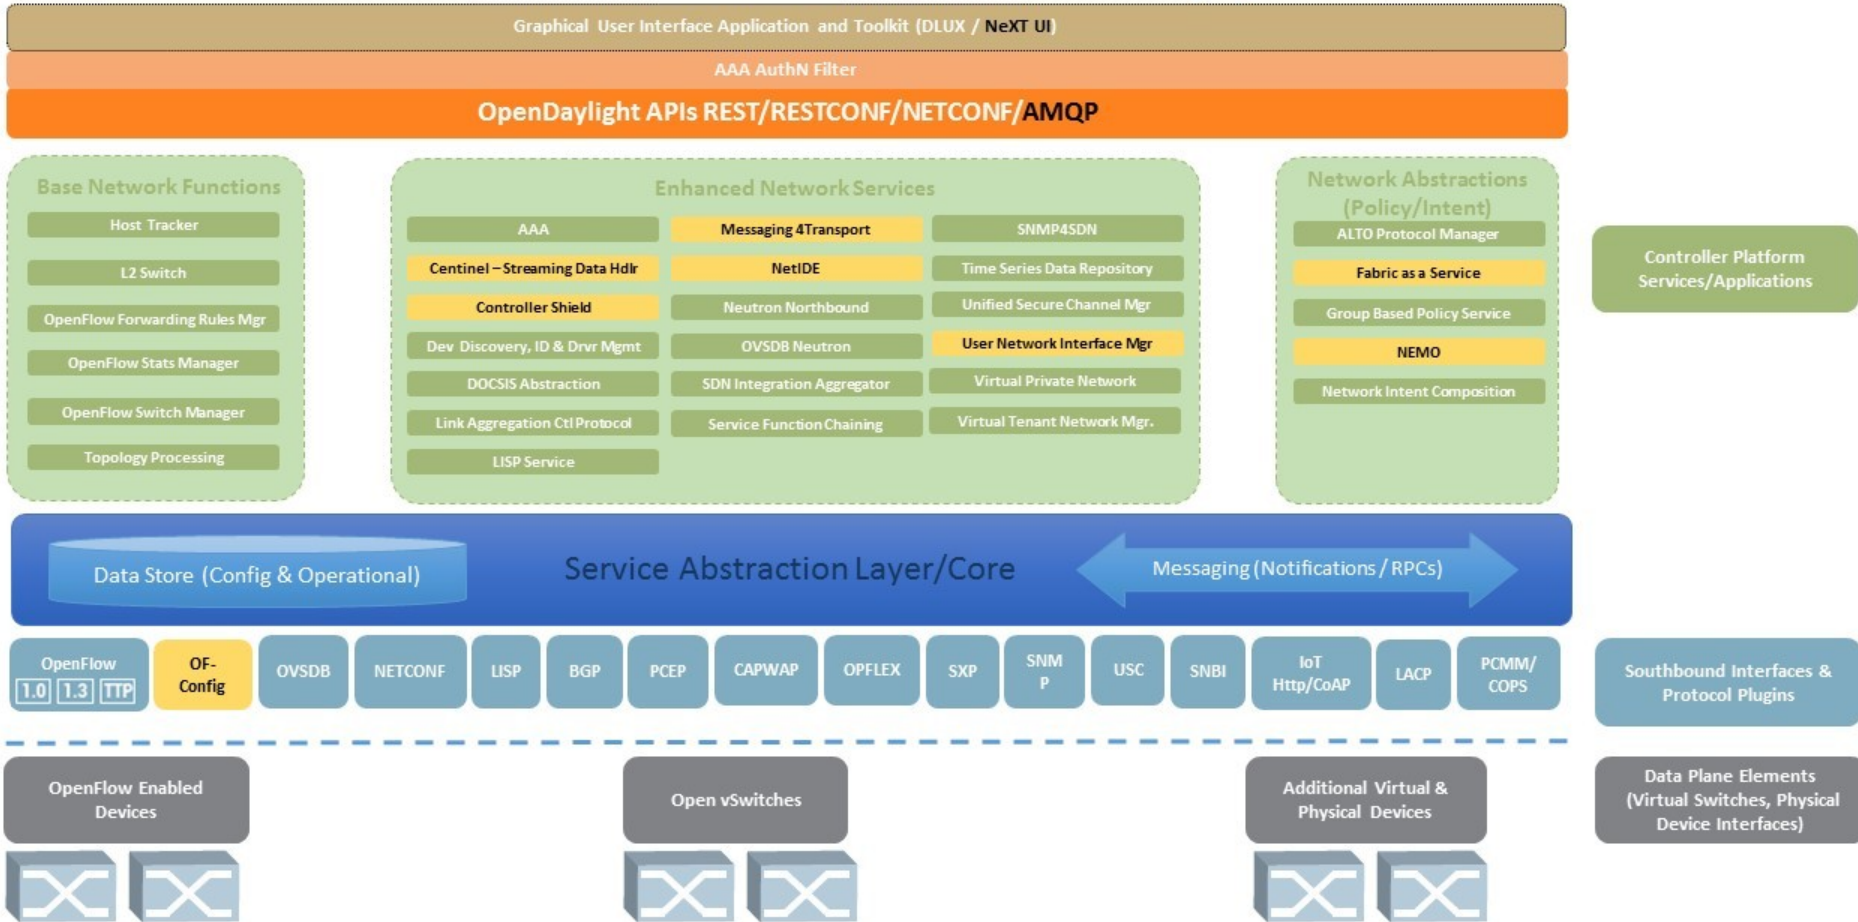 Graphical User Interface Application and Toolkit (DLUX / NeXT UI)
AAA AuthN Filter
OpenDaylight APIs REST/RESTCONF/NETCONF/AMQP
Base Network Functions
Host Tracker
L2 Switch
OpenFlow Forwarding Rules Mgr
OpenFlow Stats Manager
OpenFlow Switch Manager
Topology Processing
Enhanced Network Services
AAA
Centinel – Streaming Data Hdlr
Controller Shield
Dev Discovery, ID & Drvr Mgmt
DOCSIS Abstraction
Link Aggregation Ctl Protocol
LISP Service
Messaging 4Transport
NetIDE
Neutron Northbound
OVSDB Neutron
SDN Integration Aggregator
Service Function Chaining
SNMP4SDN
Time Series Data Repository
Unified Secure Channel Mgr
User Network Interface Mgr
Virtual Private Network
Virtual Tenant Network Mgr.
Network Abstractions
(Policy/Intent)
ALTO Protocol Manager
Fabric as a Service
Group Based Policy Service
NEMO
Network Intent Composition
Controller Platform
Services/Applications
Data Store (Config & Operational)
Service Abstraction Layer/Core
Messaging (Notifications / RPCs)
OpenFlow
1.0 1.3 TTP
OF-
Config
OVSDB
NETCONF
LISP
BGP
PCEP
CAPWAP
OPFLEX
SXP
SNM
P
USC
SNBI
IoT
Http/CoAP
LACP
PCMM/
COPS
Southbound Interfaces &
Protocol Plugins
OpenFlow Enabled
Devices
Open vSwitches
Additional Virtual &
Physical Devices
Data Plane Elements
(Virtual Switches, Physical
Device Interfaces)